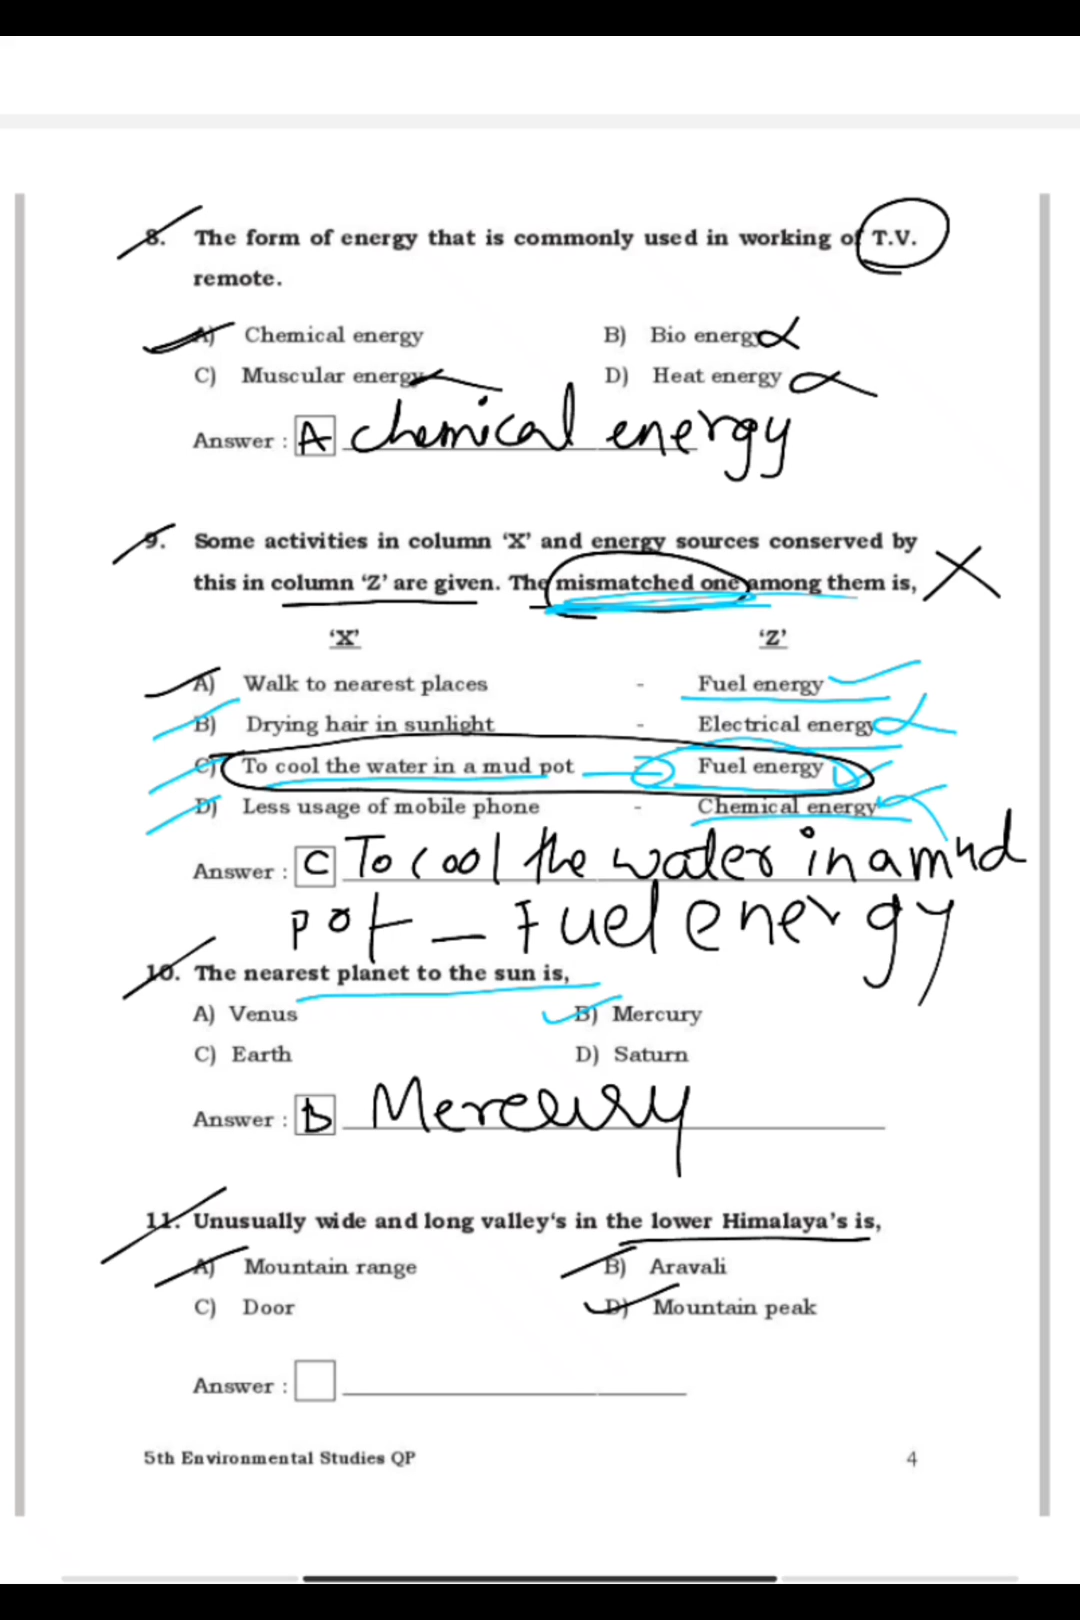 8. The form of energy that is commonly used in working of T.V.
remote.
A) Chemical energy B) Bio energy
C) Muscular energy D) Heat energy
Answer : A chemical energy
9. Some activities in column ‘X’ and energy sources conserved by
this in column ‘Z’ are given. The mismatched one among them is,
‘X’ ‘Z’
A) Walk to nearest places - Fuel energy
B) Drying hair in sunlight - Electrical energy
C) To cool the water in a mud pot - Fuel energy
D) Less usage of mobile phone - Chemical energy
Answer : C To cool the water in a mud
pot - Fuel energy
10. The nearest planet to the sun is,
A) Venus B) Mercury
C) Earth D) Saturn
Answer : B Mercury
11. Unusually wide and long valley‘s in the lower Himalaya’s is,
A) Mountain range B) Aravali
C) Door D) Mountain peak
Answer :
5th Environmental Studies QP 4